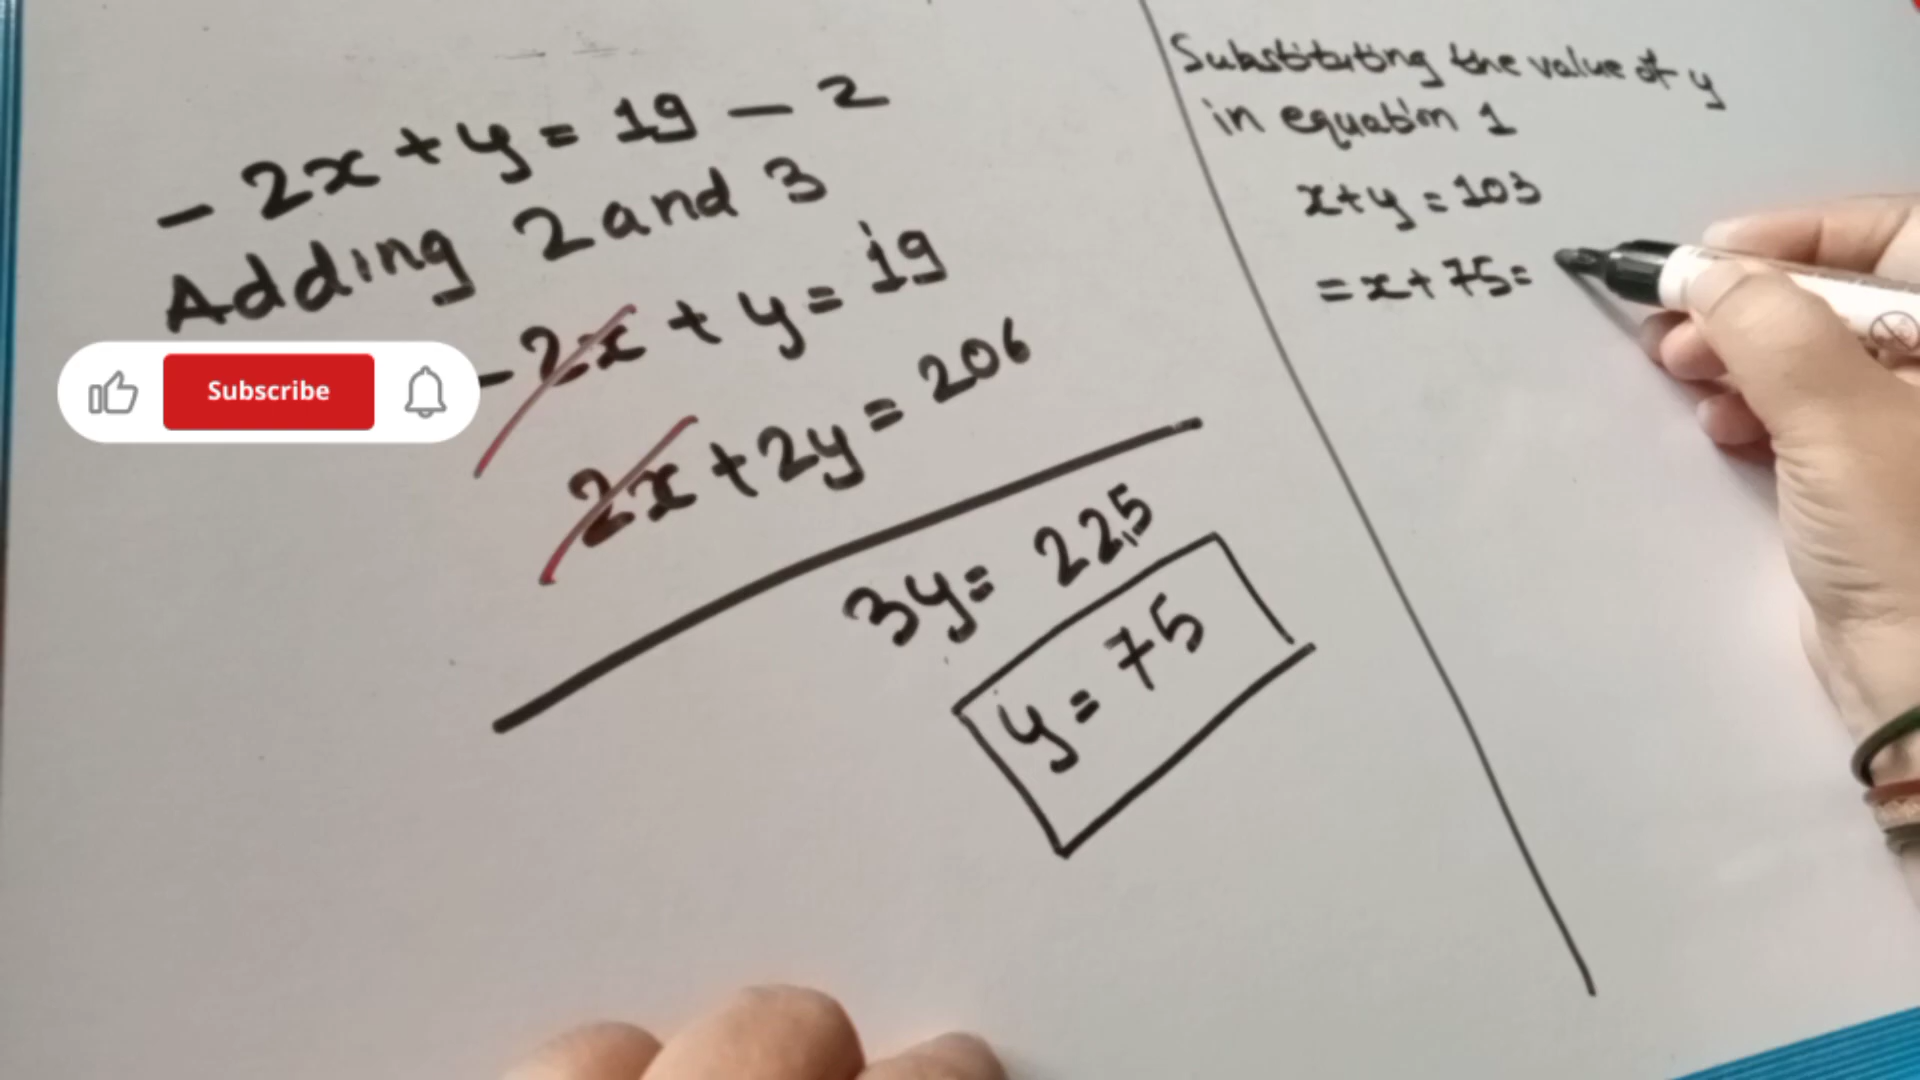 - 2x + y = 19 - 2
Adding 2 and 3
- 2x + y = 19
Subscribe
2x + 2y = 206
3y = 225
y = 75
Substituting the value of y
in equation 1
x + y = 103
= x + 75 =